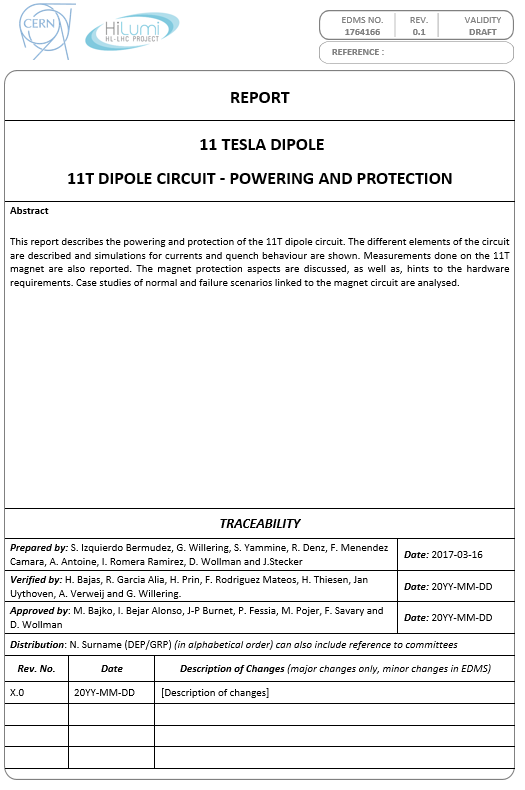 CERN
HiLumi
HL-LHC PROJECT
EDMS NO. REV. VALIDITY
1764166 0.1 DRAFT
REFERENCE :
REPORT
11 TESLA DIPOLE
11T DIPOLE CIRCUIT - POWERING AND PROTECTION
Abstract
This report describes the powering and protection of the 11T dipole circuit. The different elements of the circuit
are described and simulations for currents and quench behaviour are shown. Measurements done on the 11T
magnet are also reported. The magnet protection aspects are discussed, as well as, hints to the hardware
requirements. Case studies of normal and failure scenarios linked to the magnet circuit are analysed.
TRACEABILITY
Prepared by: S. Izquierdo Bermudez, G. Willering, S. Yammine, R. Denz, F. Menendez
Camara, A. Antoine, I. Romera Ramirez, D. Wollman and J.Stecker
Date: 2017-03-16
Verified by: H. Bajas, R. Garcia Alia, H. Prin, F. Rodriguez Mateos, H. Thiesen, Jan
Uythoven, A. Verweij and G. Willering.
Date: 20YY-MM-DD
Approved by: M. Bajko, I. Bejar Alonso, J-P Burnet, P. Fessia, M. Pojer, F. Savary and
D. Wollman
Date: 20YY-MM-DD
Distribution: N. Surname (DEP/GRP) (in alphabetical order) can also include reference to committees
Rev. No. Date Description of Changes (major changes only, minor changes in EDMS)
X.0 20YY-MM-DD [Description of changes]